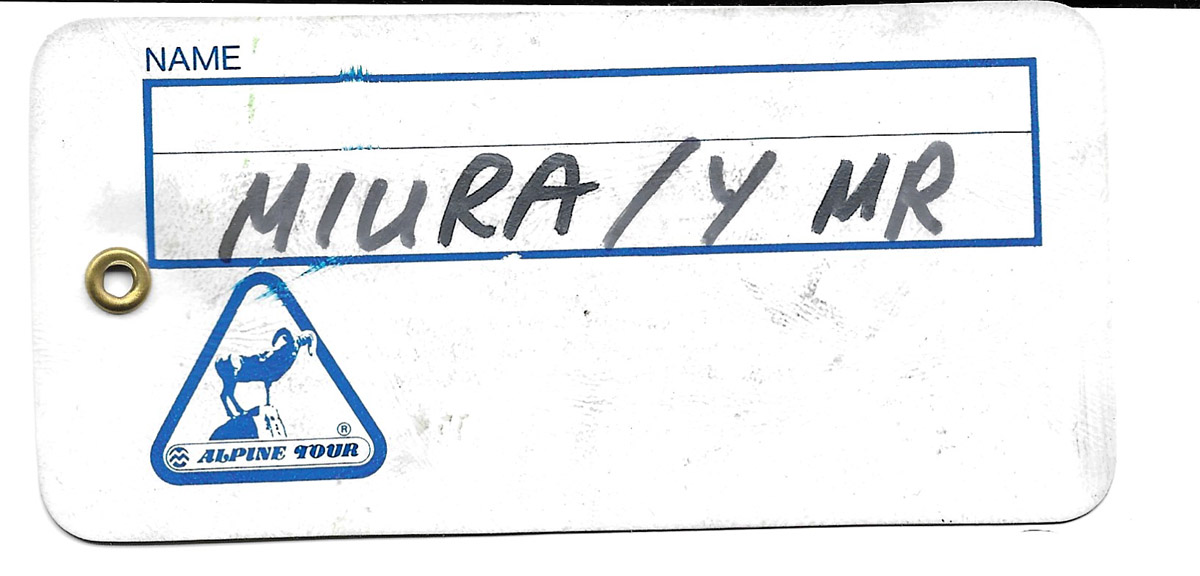 NAME
MIURA/Y MR
®
ALPINE TOUR